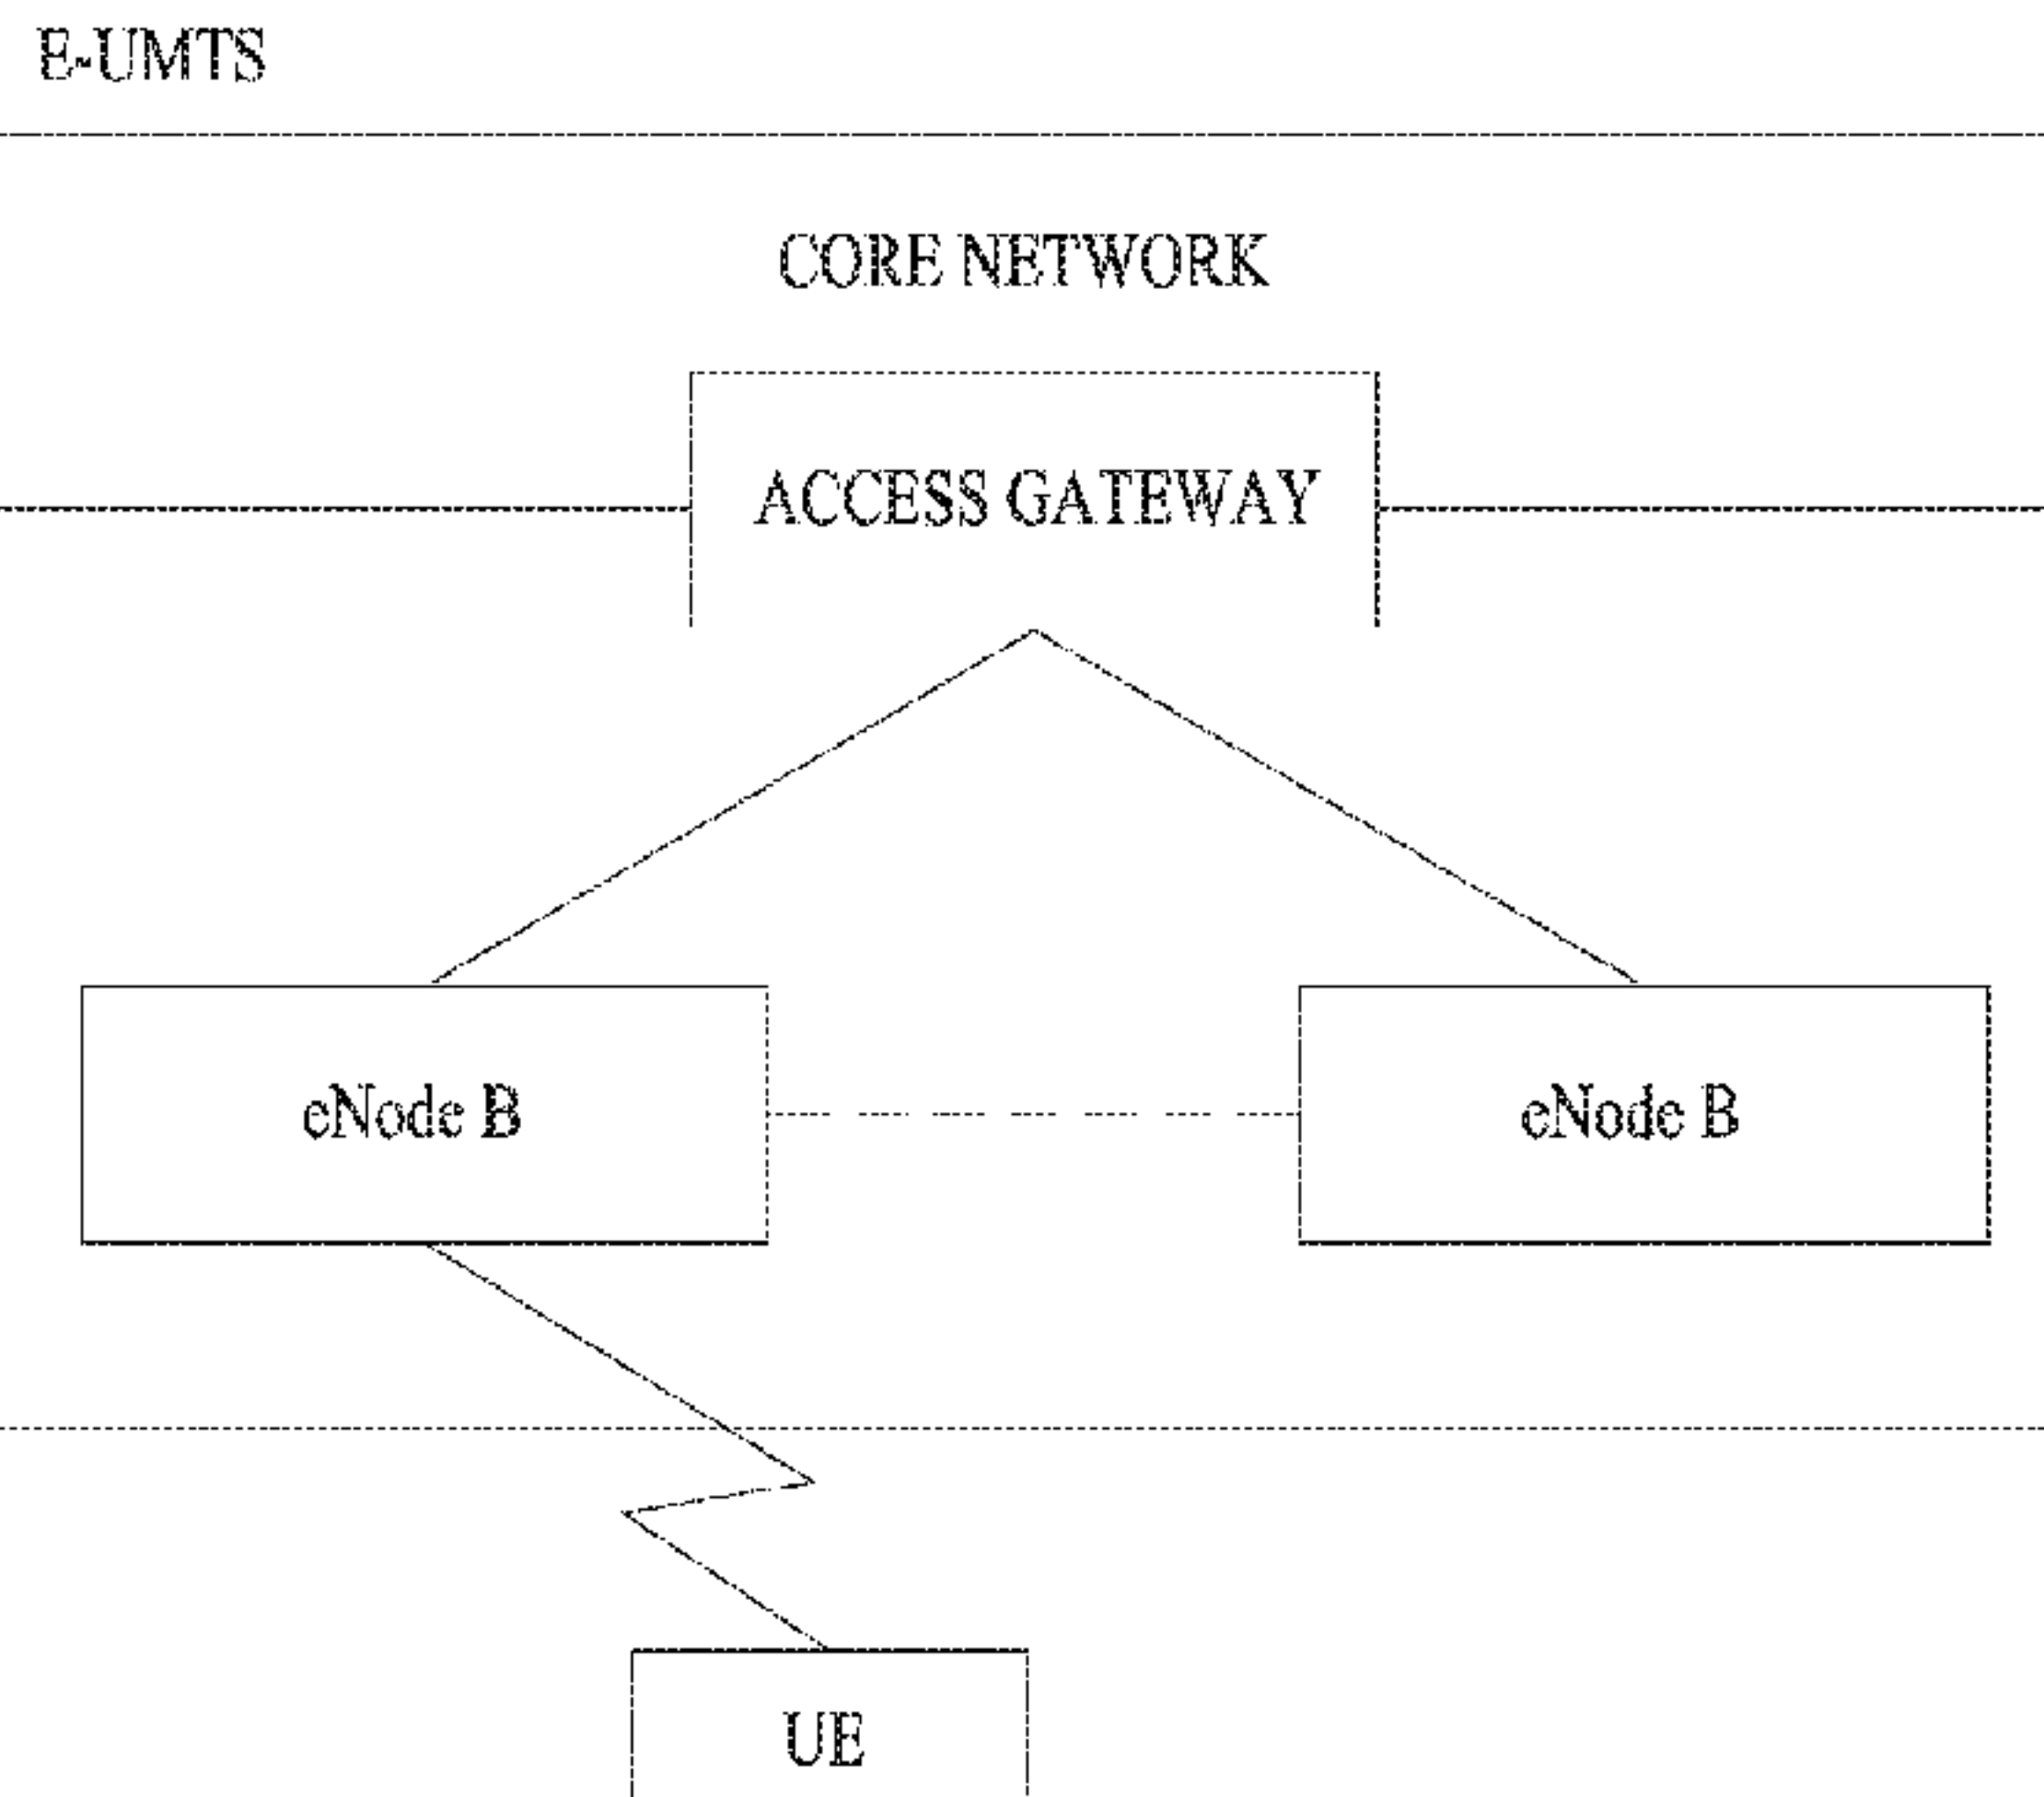 E-UMTS
CORE NETWORK
ACCESS GATEWAY
eNode B
eNode B
UE